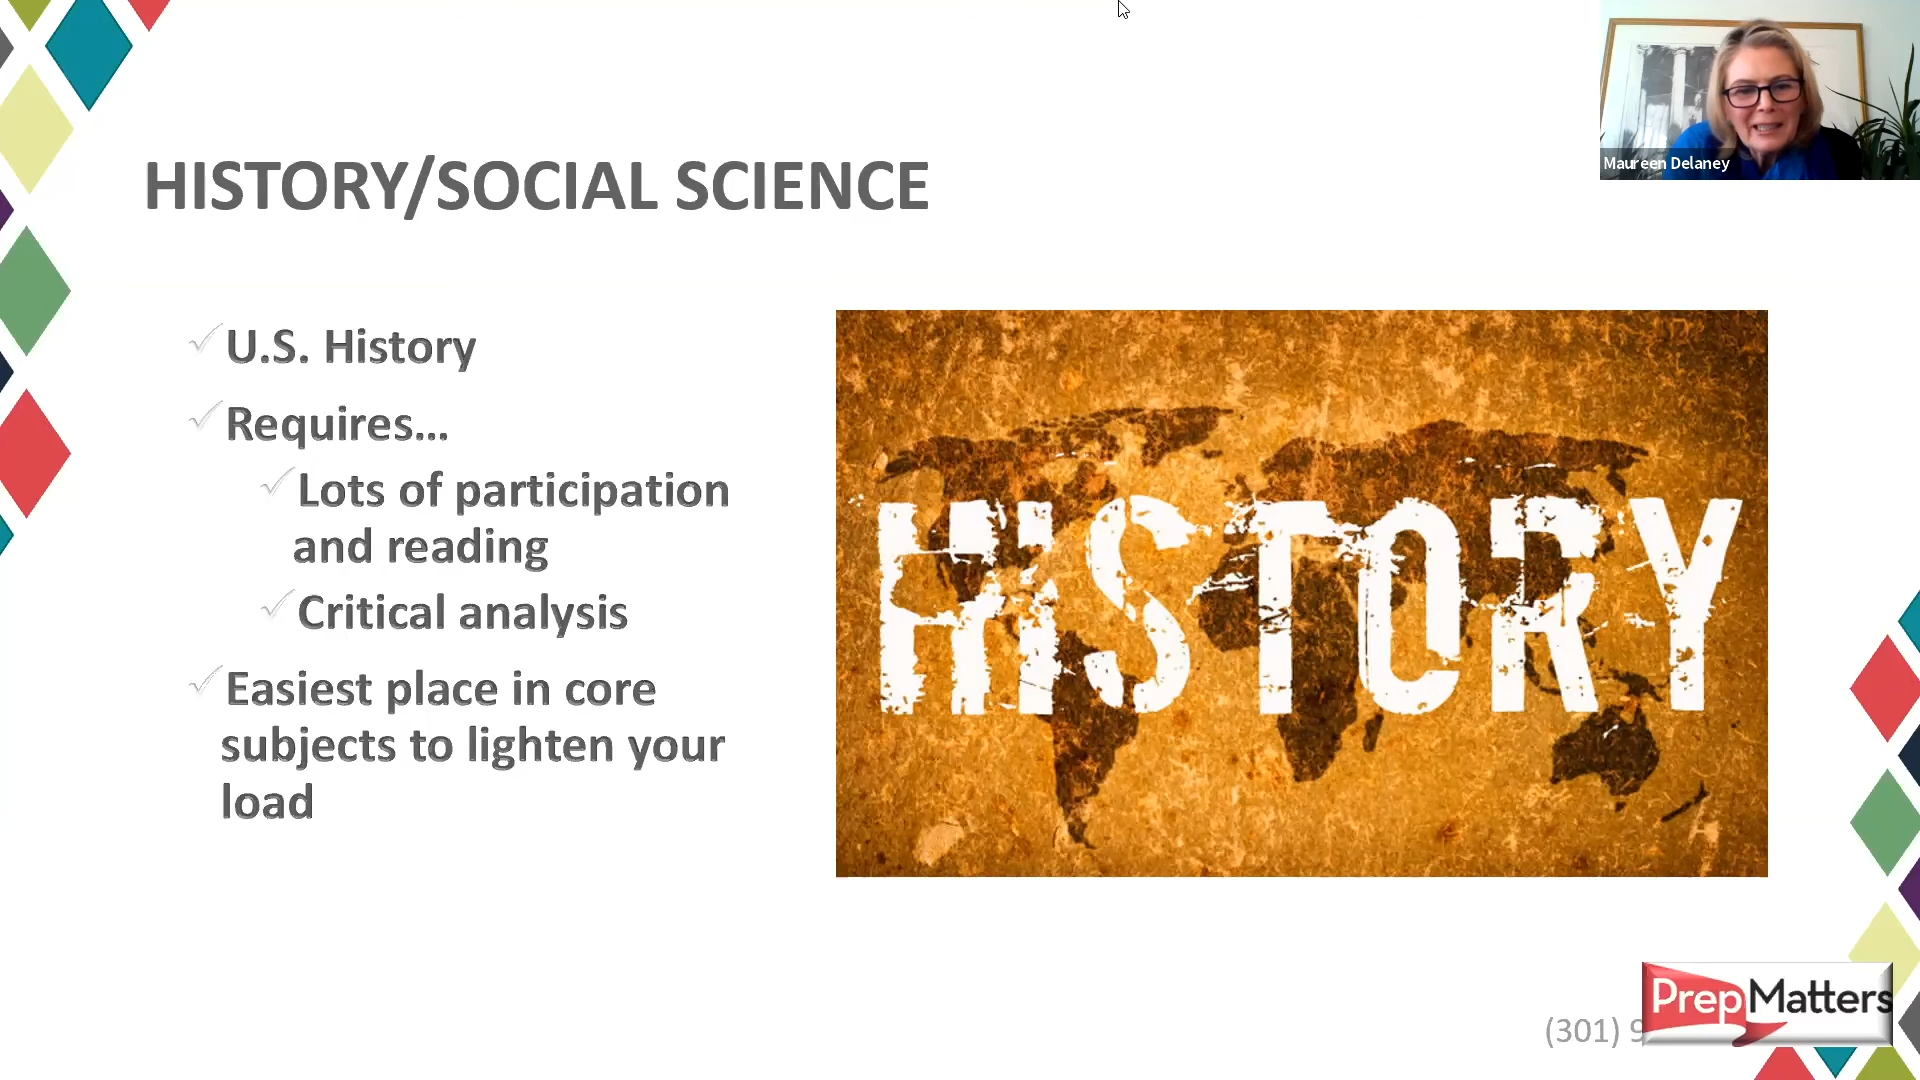 Maureen Delaney
HISTORY/SOCIAL SCIENCE
U.S. History
Requires...
Lots of participation
and reading
Critical analysis
Easiest place in core
subjects to lighten your
load
HISTORY
PrepMatters
(301) 9